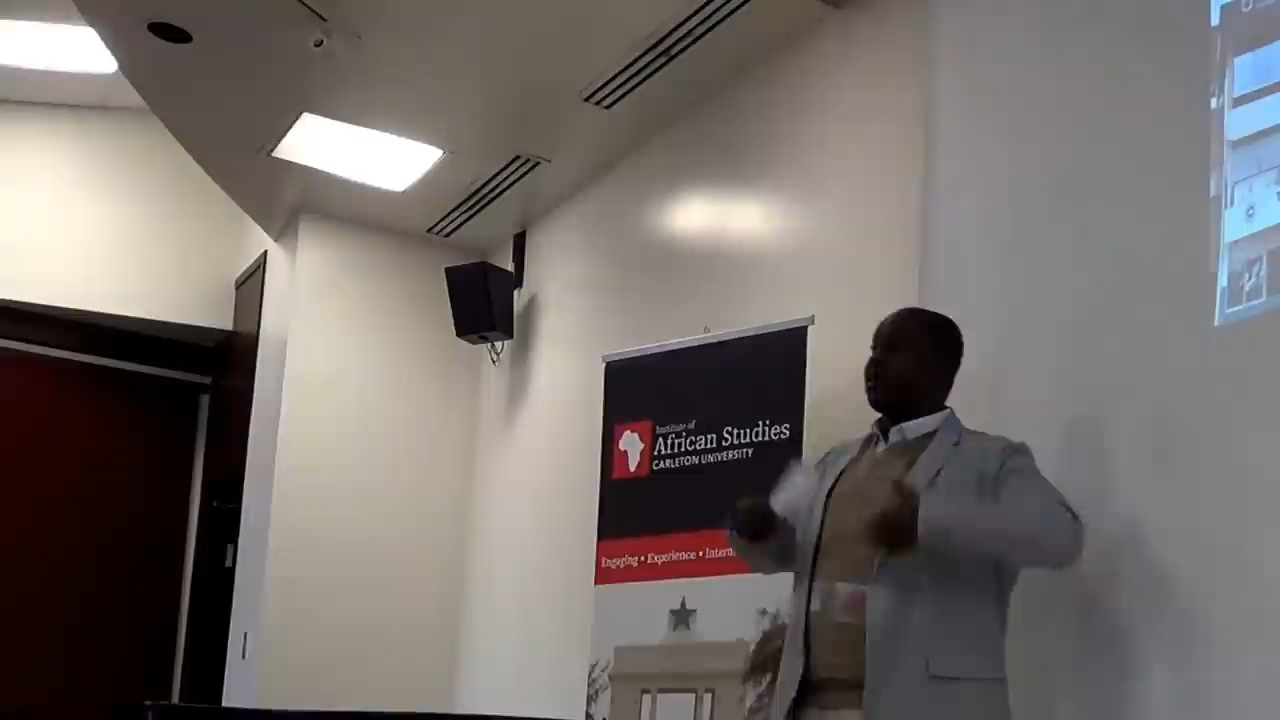 Institute of
African Studies
CARLETON UNIVERSITY
Engaging • Experience •